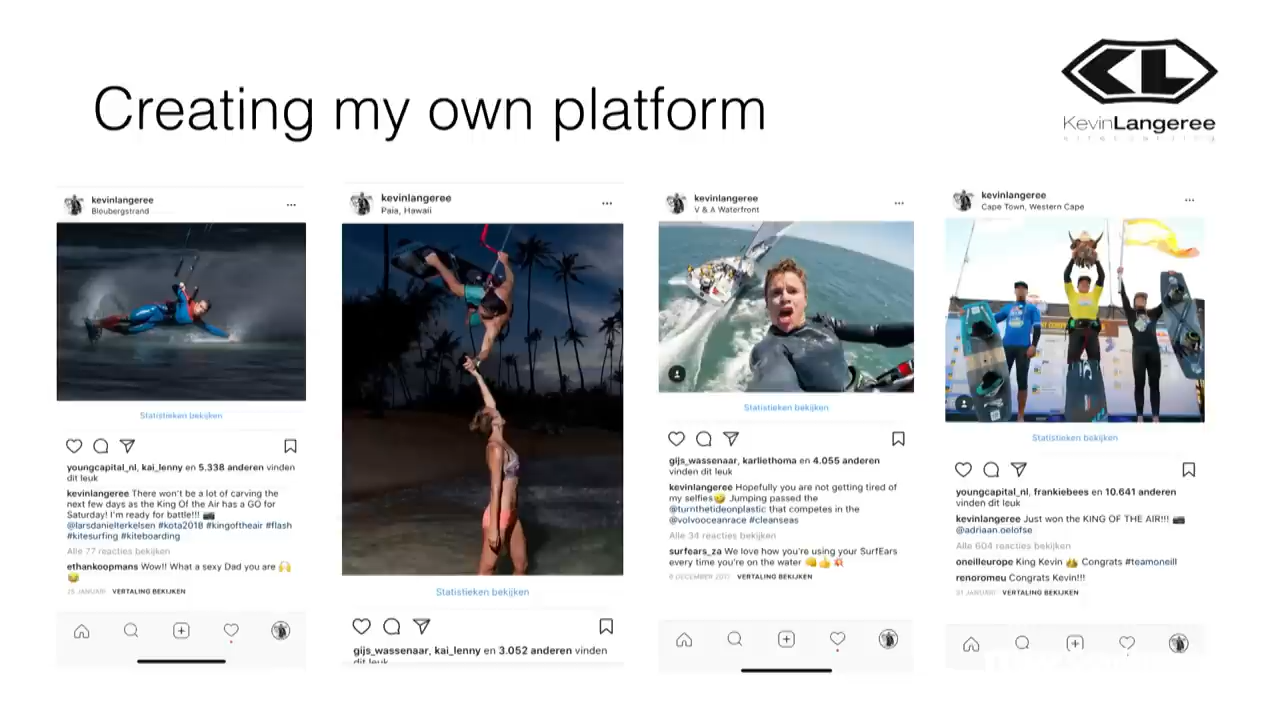 Creating my own platform
KevinLangeree
kevinlangeree
Bloubergstrand
Statistieken bekijken
youngcapital_nl, kai_lenny en 5.338 anderen vinden
dit leuk
kevinlangeree There won't be a lot of carving the
next few days as the King Of the Air has a GO for
Saturday! I'm ready for battle!!! 📷
@larsdanielterkelsen #kota2018 #kingoftheair #flash
#kitesurfing #kiteboarding
Alle 77 reacties bekijken
ethankoopmans Wow!! What a sexy Dad you are 🙌
😂
25 JANUARI VERTALING BEKIJKEN
kevinlangeree
Paia, Hawaii
Statistieken bekijken
gijs_wassenaar, kai_lenny en 3.052 anderen vinden
dit leuk
kevinlangeree
V & A Waterfront
Statistieken bekijken
gijs_wassenaar, karliethoma en 4.055 anderen
vinden dit leuk
kevinlangeree Hopefully you are not getting tired of
my selfies🤣 Jumping passed the
@turnthetideonplastic that competes in the
@volvooceanrace #cleanseas
Alle 34 reacties bekijken
surfears_za We love how you're using your SurfEars
every time you're on the water 👊👍💥
6 DECEMBER 2017 VERTALING BEKIJKEN
kevinlangeree
Cape Town, Western Cape
Statistieken bekijken
youngcapital_nl, frankiebees en 10.641 anderen
vinden dit leuk
kevinlangeree Just won the KING OF THE AIR!!! 📷
@adriaan.oelofse
Alle 604 reacties bekijken
oneilleurope King Kevin 👑 Congrats #teamoneill
renoromeu Congrats Kevin!!!
31 JANUARI VERTALING BEKIJKEN